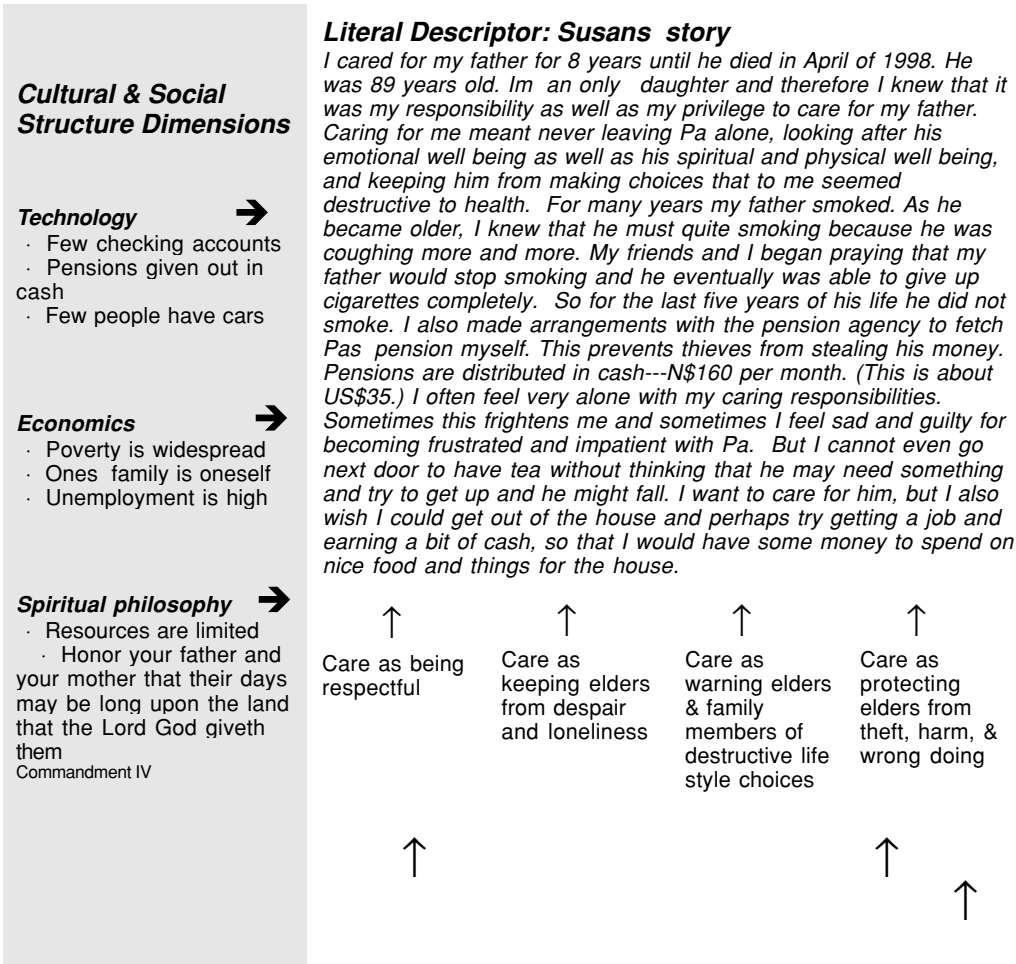 Cultural & Social
Structure Dimensions
Technology ➔
· Few checking accounts
· Pensions given out in
cash
· Few people have cars
Economics ➔
· Poverty is widespread
· Ones family is oneself
· Unemployment is high
Spiritual philosophy ➔
· Resources are limited
· Honor your father and
your mother that their days
may be long upon the land
that the Lord God giveth
them
Commandment IV
Literal Descriptor: Susans story
I cared for my father for 8 years until he died in April of 1998. He
was 89 years old. Im an only daughter and therefore I knew that it
was my responsibility as well as my privilege to care for my father.
Caring for me meant never leaving Pa alone, looking after his
emotional well being as well as his spiritual and physical well being,
and keeping him from making choices that to me seemed
destructive to health. For many years my father smoked. As he
became older, I knew that he must quite smoking because he was
coughing more and more. My friends and I began praying that my
father would stop smoking and he eventually was able to give up
cigarettes completely. So for the last five years of his life he did not
smoke. I also made arrangements with the pension agency to fetch
Pas pension myself. This prevents thieves from stealing his money.
Pensions are distributed in cash---N$160 per month. (This is about
US$35.) I often feel very alone with my caring responsibilities.
Sometimes this frightens me and sometimes I feel sad and guilty for
becoming frustrated and impatient with Pa. But I cannot even go
next door to have tea without thinking that he may need something
and try to get up and he might fall. I want to care for him, but I also
wish I could get out of the house and perhaps try getting a job and
earning a bit of cash, so that I would have some money to spend on
nice food and things for the house.
↑ ↑ ↑ ↑
Care as being
respectful
Care as
keeping elders
from despair
and loneliness
Care as
warning elders
& family
members of
destructive life
style choices
Care as
protecting
elders from
theft, harm, &
wrong doing
↑ ↑
↑